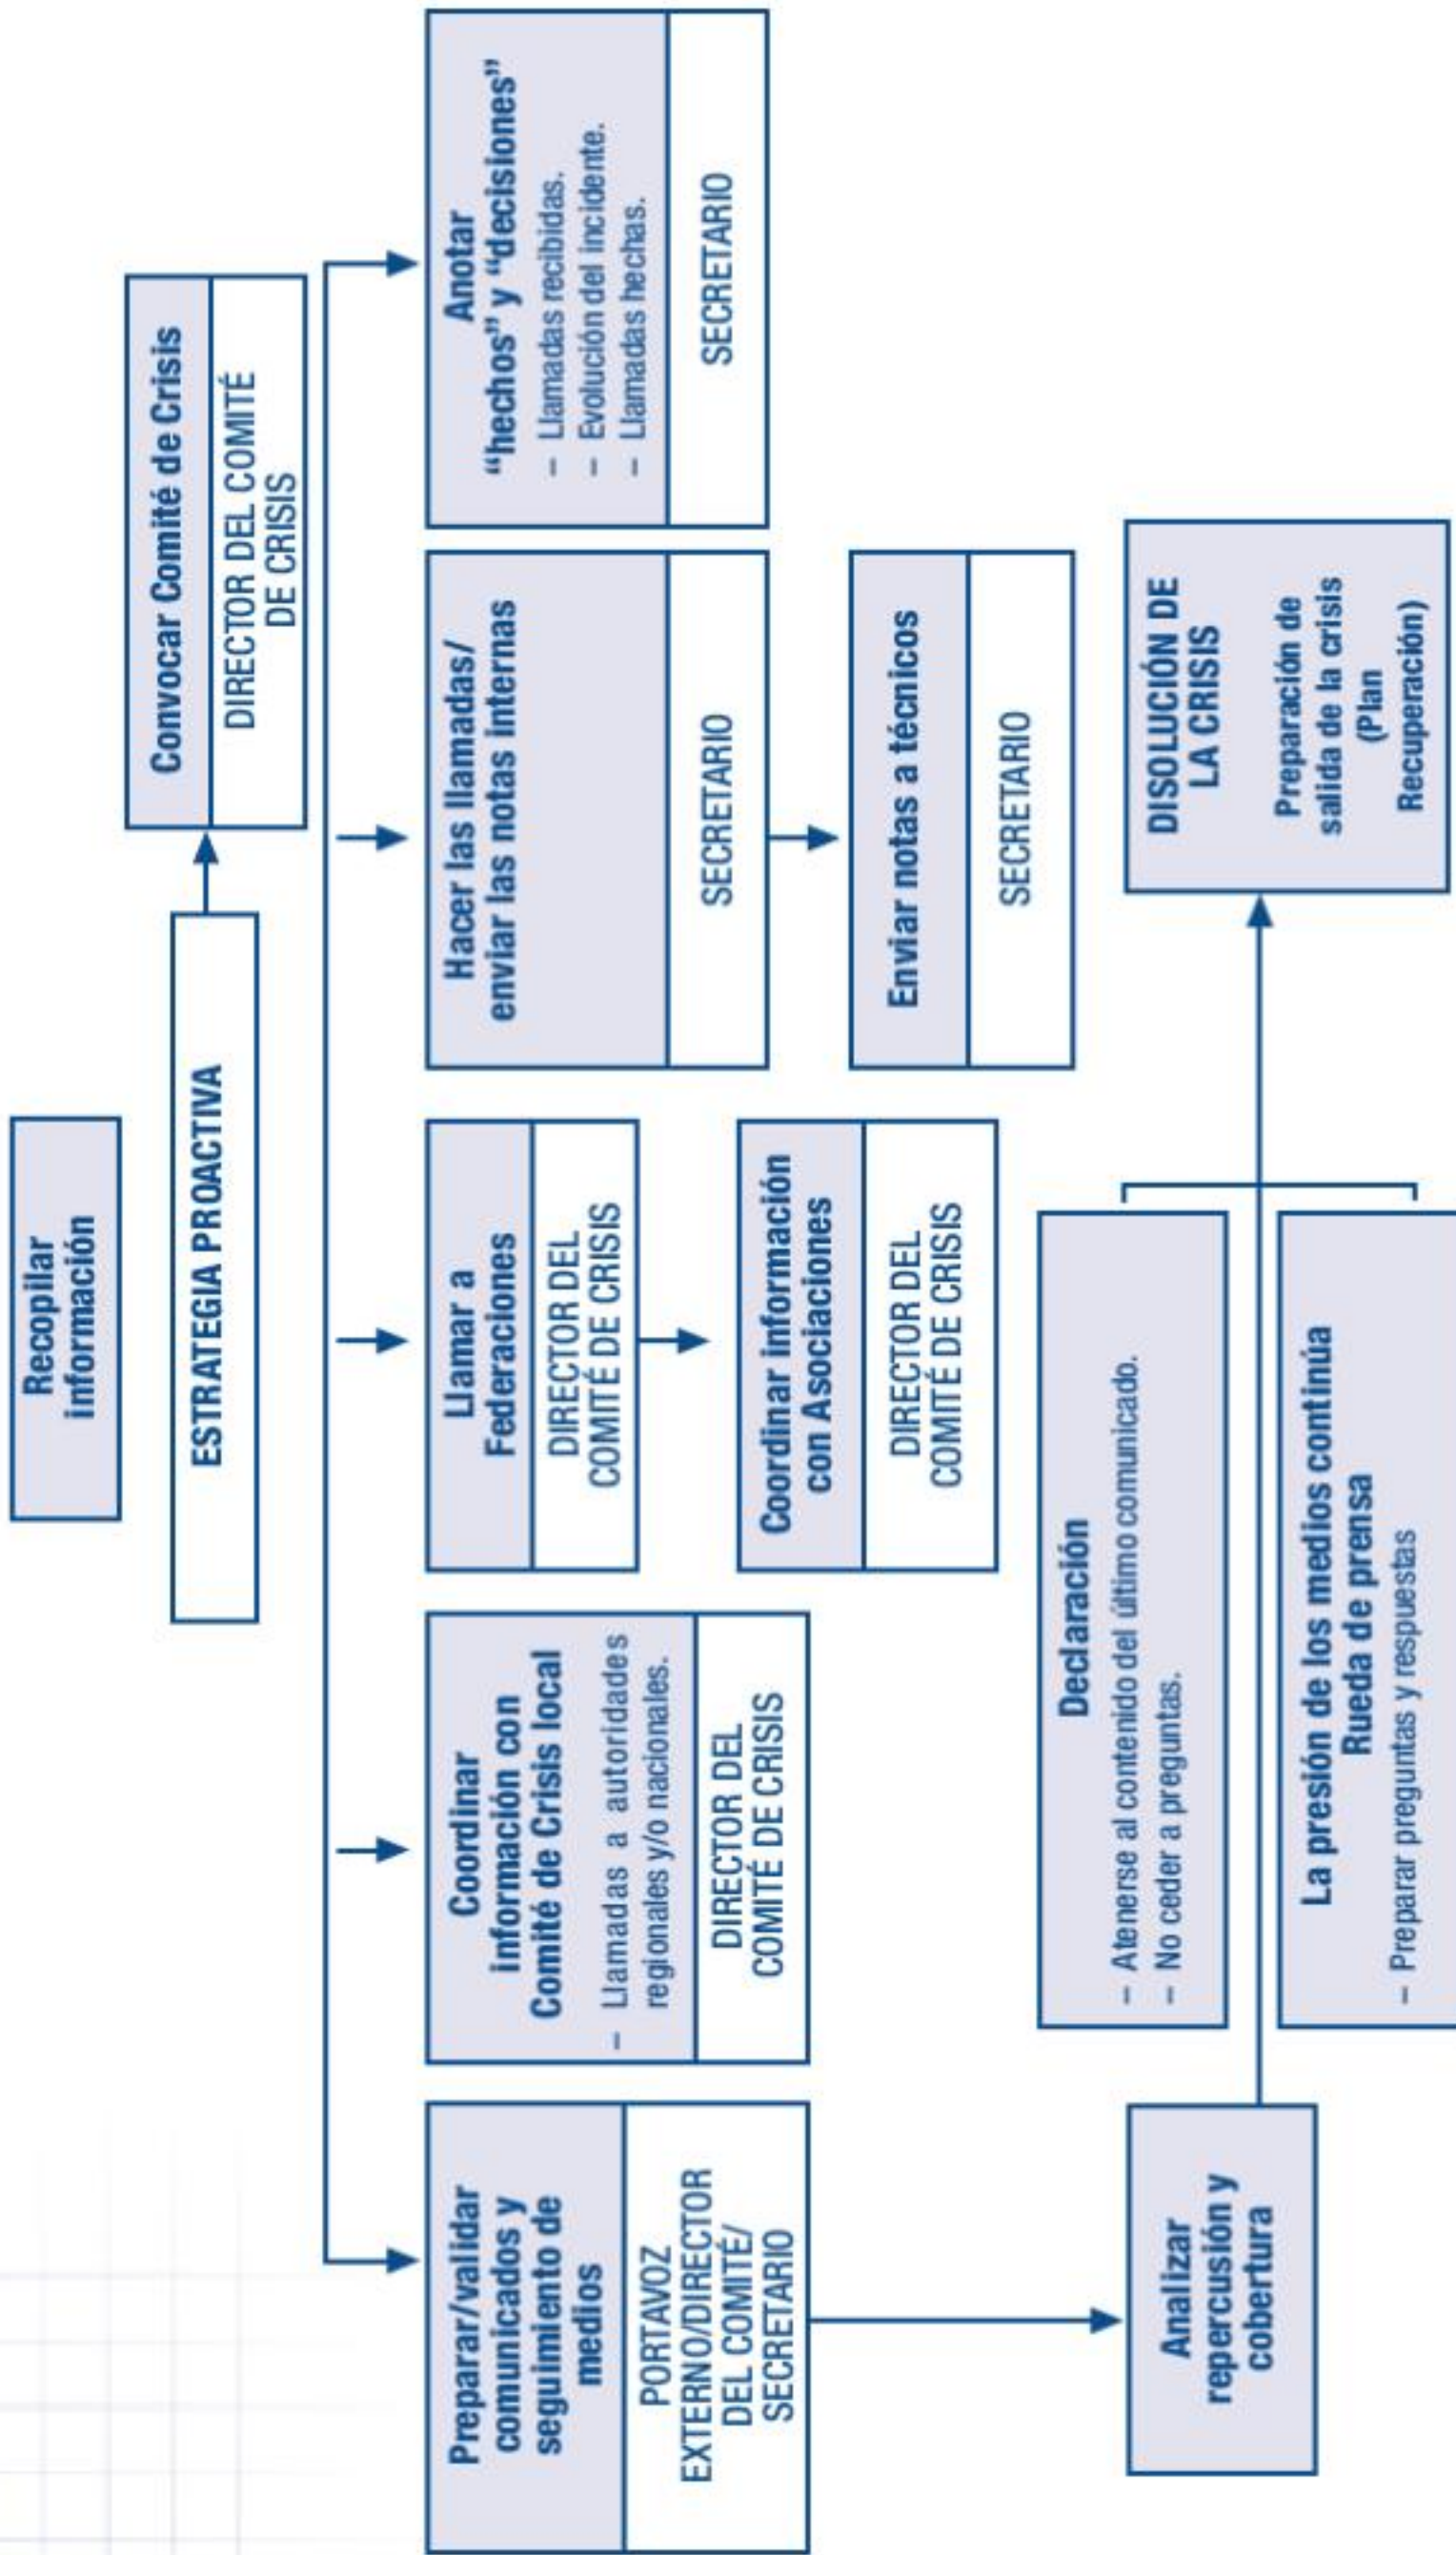 Recopilar
información
ESTRATEGIA PROACTIVA
Convocar Comité de Crisis
DIRECTOR DEL COMITÉ
DE CRISIS
Preparar/validar
comunicados y
seguimiento de
medios
PORTAVOZ
EXTERNO/DIRECTOR
DEL COMITÉ/
SECRETARIO
Coordinar
información con
Comité de Crisis local
– Llamadas a autoridades
regionales y/o nacionales.
DIRECTOR DEL
COMITÉ DE CRISIS
Llamar a
Federaciones
DIRECTOR DEL
COMITÉ DE CRISIS
Hacer las llamadas/
enviar las notas internas
SECRETARIO
Anotar
“hechos” y “decisiones”
– Llamadas recibidas.
– Evolución del incidente.
– Llamadas hechas.
SECRETARIO
Coordinar información
con Asociaciones
DIRECTOR DEL
COMITÉ DE CRISIS
Enviar notas a técnicos
SECRETARIO
Analizar
repercusión y
cobertura
Declaración
– Atenerse al contenido del último comunicado.
– No ceder a preguntas.
La presión de los medios continúa
Rueda de prensa
– Preparar preguntas y respuestas
DISOLUCIÓN DE
LA CRISIS
Preparación de
salida de la crisis
(Plan
Recuperación)